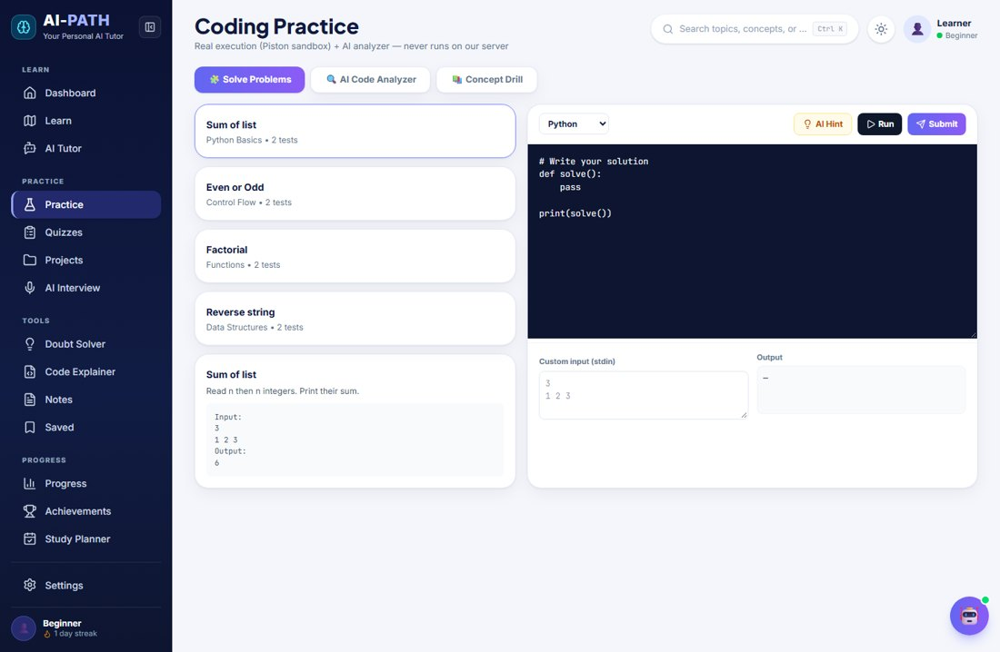 AI-PATH
Your Personal AI Tutor
LEARN
Dashboard
Learn
AI Tutor
PRACTICE
Practice
Quizzes
Projects
AI Interview
TOOLS
Doubt Solver
Code Explainer
Notes
Saved
PROGRESS
Progress
Achievements
Study Planner
Settings
Beginner
1 day streak
Coding Practice
Real execution (Piston sandbox) + AI analyzer — never runs on our server
Search topics, concepts, or ... Ctrl K
Learner
Beginner
Solve Problems
AI Code Analyzer
Concept Drill
Sum of list
Python Basics • 2 tests
Even or Odd
Control Flow • 2 tests
Factorial
Functions • 2 tests
Reverse string
Data Structures • 2 tests
Sum of list
Read n then n integers. Print their sum.
Input:
3
1 2 3
Output:
6
Python
AI Hint
Run
Submit
# Write your solution
def solve():
    pass
print(solve())
Custom input (stdin)
3
1 2 3
Output
—